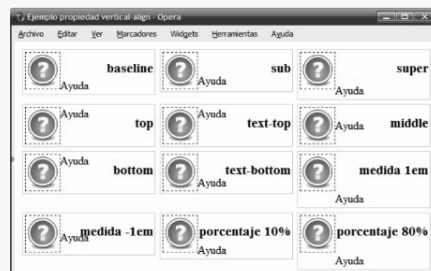 Ejemplo propiedad vertical-align - Opera
Archivo Editar Ver Marcadores Widgets Herramientas Ayuda
baseline
Ayuda
sub
Ayuda
super
Ayuda
top
Ayuda
text-top
Ayuda
middle
Ayuda
bottom
Ayuda
text-bottom
Ayuda
medida 1em
Ayuda
medida -1em
Ayuda
porcentaje 10%
Ayuda
porcentaje 80%
Ayuda